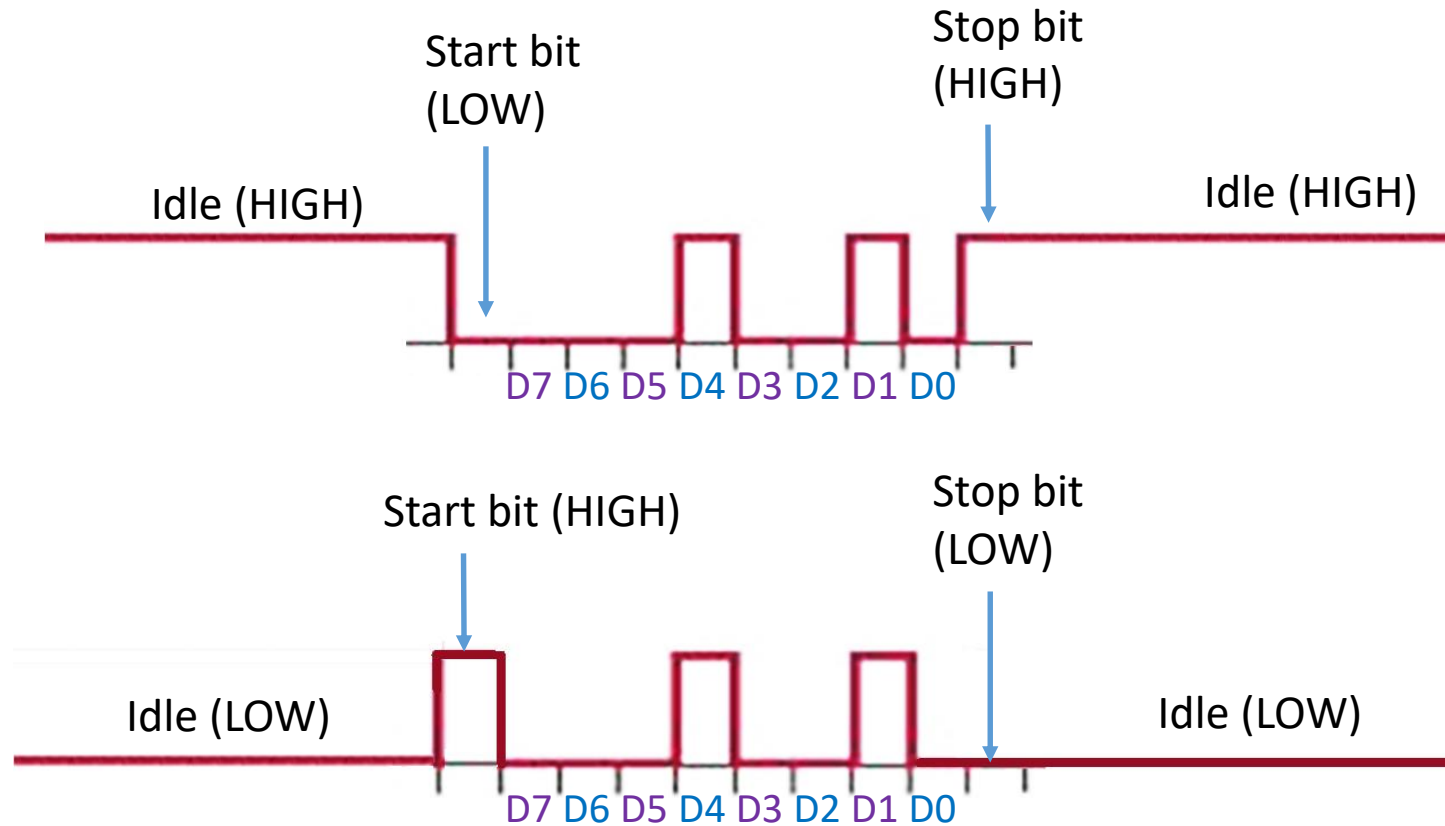 Start bit
(LOW)
Stop bit
(HIGH)
Idle (HIGH)
Idle (HIGH)
D7 D6 D5 D4 D3 D2 D1 D0
Start bit (HIGH)
Stop bit
(LOW)
Idle (LOW)
Idle (LOW)
D7 D6 D5 D4 D3 D2 D1 D0